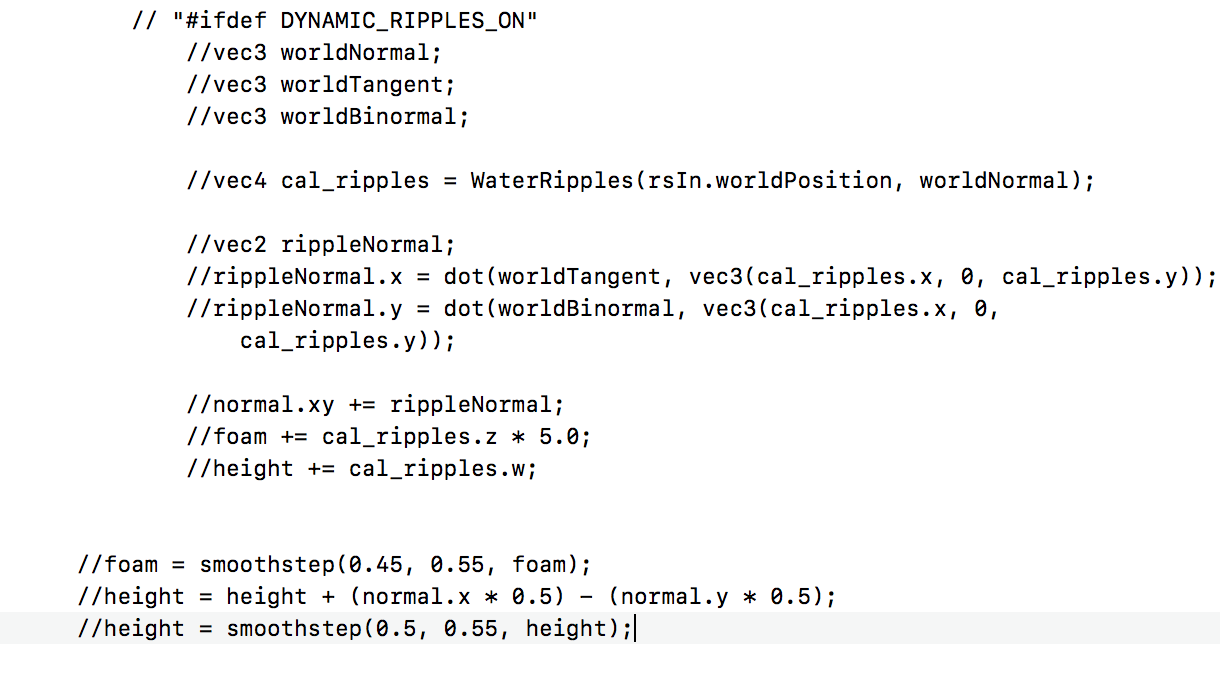 // "#ifdef DYNAMIC_RIPPLES_ON"
//vec3 worldNormal;
//vec3 worldTangent;
//vec3 worldBinormal;
//vec4 cal_ripples = WaterRipples(rsIn.worldPosition, worldNormal);
//vec2 rippleNormal;
//rippleNormal.x = dot(worldTangent, vec3(cal_ripples.x, 0, cal_ripples.y));
//rippleNormal.y = dot(worldBinormal, vec3(cal_ripples.x, 0,
cal_ripples.y));
//normal.xy += rippleNormal;
//foam += cal_ripples.z * 5.0;
//height += cal_ripples.w;
//foam = smoothstep(0.45, 0.55, foam);
//height = height + (normal.x * 0.5) – (normal.y * 0.5);
//height = smoothstep(0.5, 0.55, height);